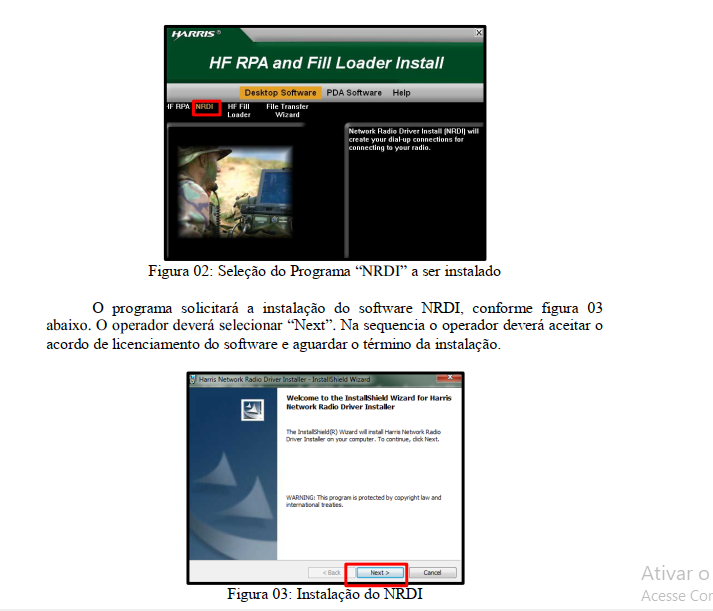 HARRIS®
HF RPA and Fill Loader Install
Desktop Software PDA Software Help
HF RPA NRDI HF Fill Loader File Transfer Wizard
Network Radio Driver Install (NRDI) will
create your dial-up connections for
connecting to your radio.
Figura 02: Seleção do Programa “NRDI” a ser instalado
O programa solicitará a instalação do software NRDI, conforme figura 03
abaixo. O operador deverá selecionar “Next”. Na sequencia o operador deverá aceitar o
acordo de licenciamento do software e aguardar o término da instalação.
Harris Network Radio Driver Installer - InstallShield Wizard
Welcome to the InstallShield Wizard for Harris
Network Radio Driver Installer
The InstallShield(R) Wizard will install Harris Network Radio
Driver Installer on your computer. To continue, click Next.
WARNING: This program is protected by copyright law and
international treaties.
< Back Next > Cancel
Figura 03: Instalação do NRDI
Ativar o
Acesse Cor